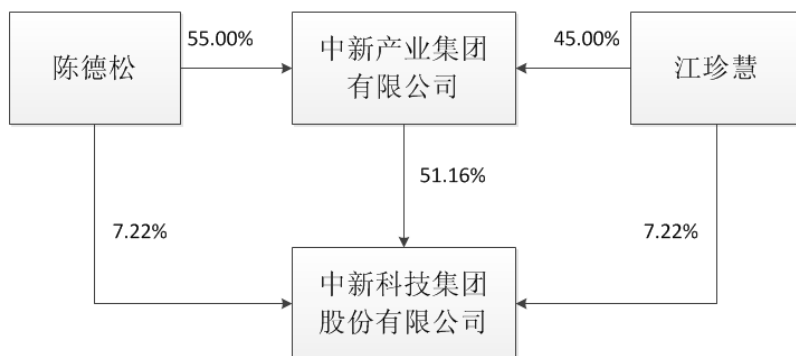 陈德松
55.00%
中新产业集团
有限公司
45.00%
江珍慧
7.22%
51.16%
7.22%
中新科技集团
股份有限公司